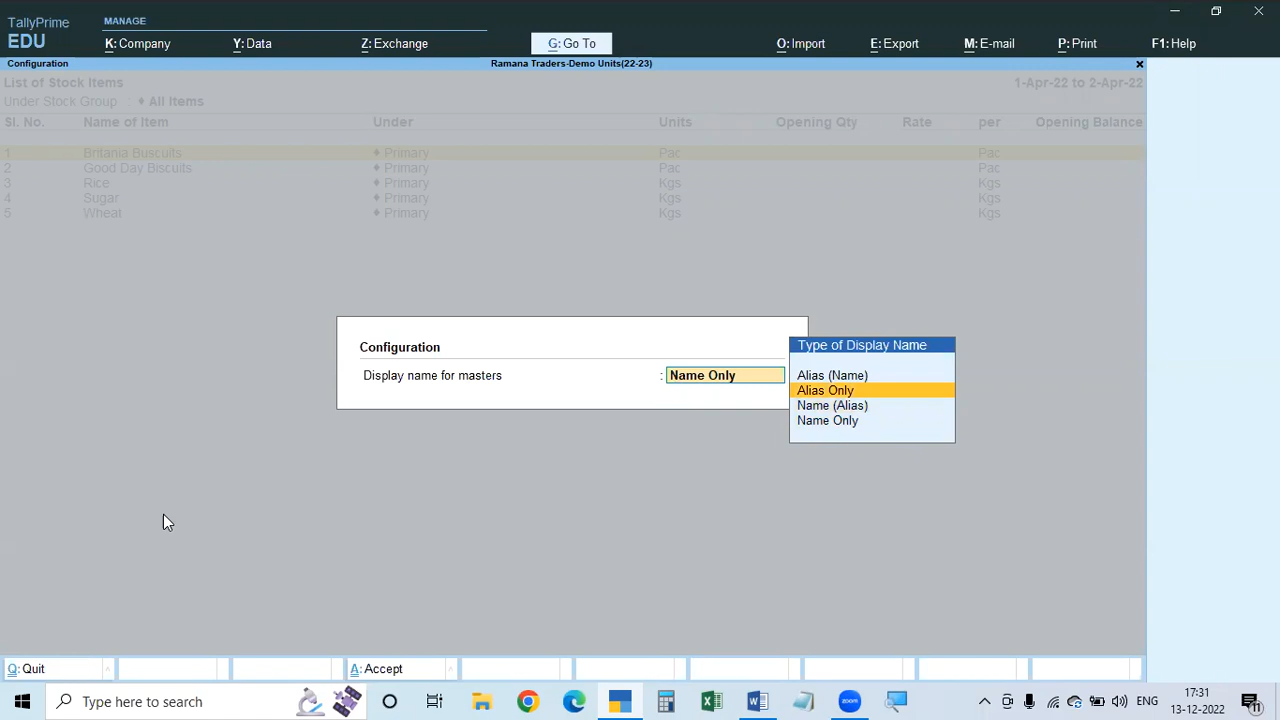 TallyPrime
EDU
MANAGE
K: Company
Y: Data
Z: Exchange
G: Go To
O: Import
E: Export
M: E-mail
P: Print
F1: Help
Configuration
Ramana Traders-Demo Units(22-23)
List of Stock Items
1-Apr-22 to 2-Apr-22
Under Stock Group : ♦ All Items
Sl. No. Name of Item Under Units Opening Qty Rate per Opening Balance
1 Britania Buscuits ♦ Primary Pac Pac
2 Good Day Biscuits ♦ Primary Pac Pac
3 Rice ♦ Primary Kgs Kgs
4 Sugar ♦ Primary Kgs Kgs
5 Wheat ♦ Primary Kgs Kgs
Configuration
Display name for masters : Name Only
Type of Display Name
Alias (Name)
Alias Only
Name (Alias)
Name Only
Q: Quit
A: Accept
Type here to search
zoom
ENG
17:31
13-12-2022
11